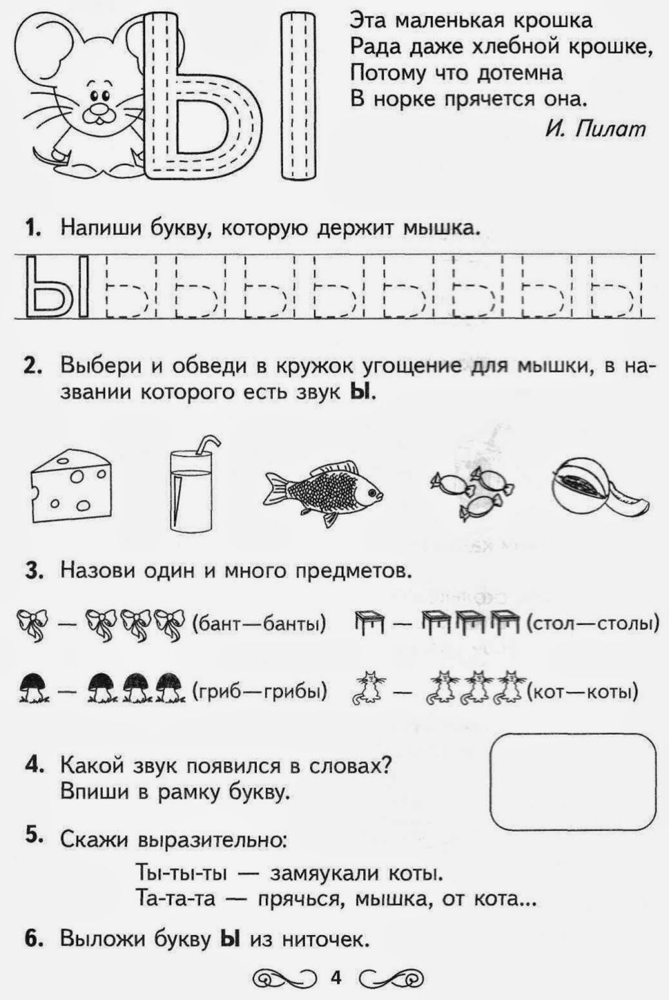 Ы
Эта маленькая крошка
Рада даже хлебной крошке,
Потому что дотемна
В норке прячется она.
И. Пилат
1. Напиши букву, которую держит мышка.
Ы Ы Ы Ы Ы Ы Ы Ы Ы
2. Выбери и обведи в кружок угощение для мышки, в на-
звании которого есть звук Ы.
3. Назови один и много предметов.
— (бант—банты) — (стол—столы)
— (гриб—грибы) — (кот—коты)
4. Какой звук появился в словах?
Впиши в рамку букву.
5. Скажи выразительно:
Ты-ты-ты — замяукали коты.
Та-та-та — прячься, мышка, от кота...
6. Выложи букву Ы из ниточек.
4